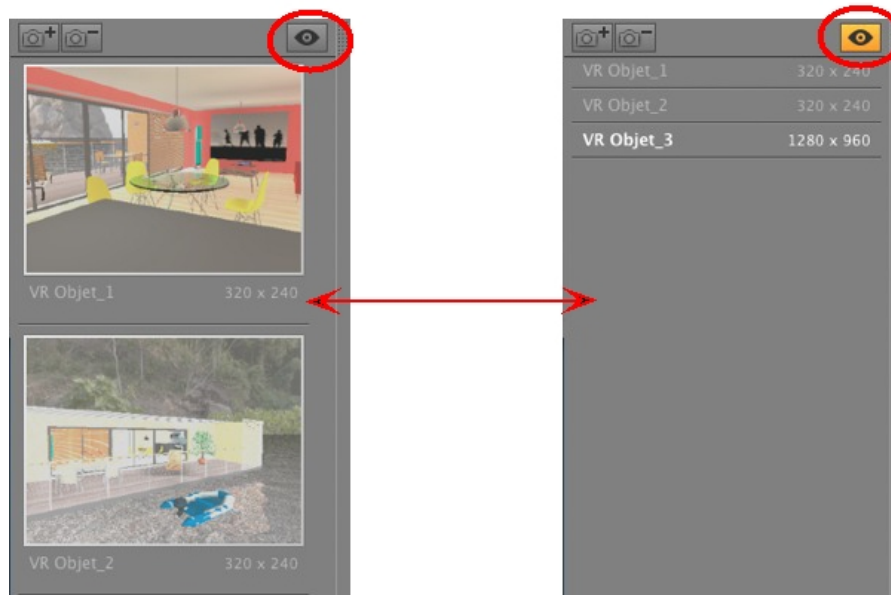 VR Objet_1 320 x 240
VR Objet_2 320 x 240
VR Objet_1 320 x 240
VR Objet_2 320 x 240
VR Objet_3 1280 x 960